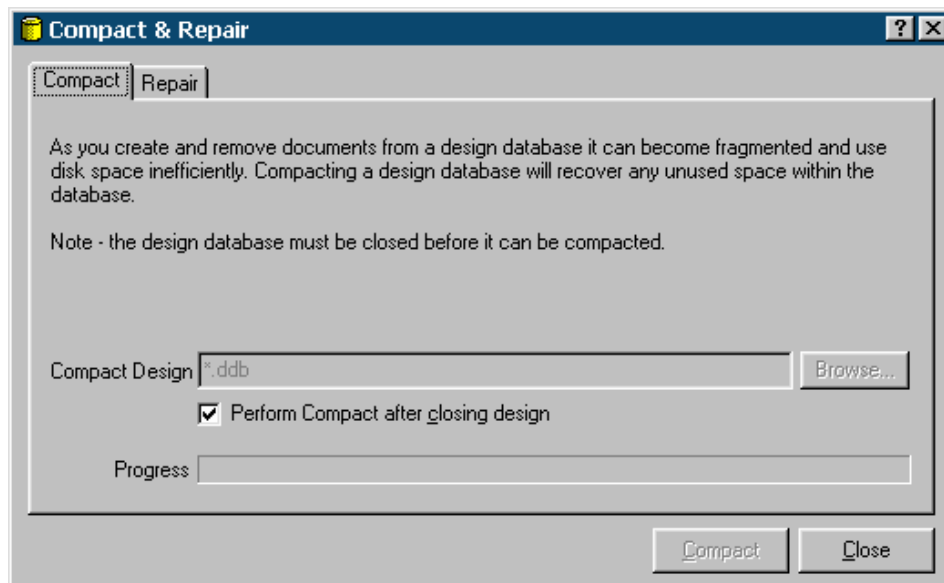 Compact & Repair
Compact Repair
As you create and remove documents from a design database it can become fragmented and use
disk space inefficiently. Compacting a design database will recover any unused space within the
database.
Note - the design database must be closed before it can be compacted.
Compact Design *.ddb Browse...
Perform Compact after closing design
Progress
Compact Close